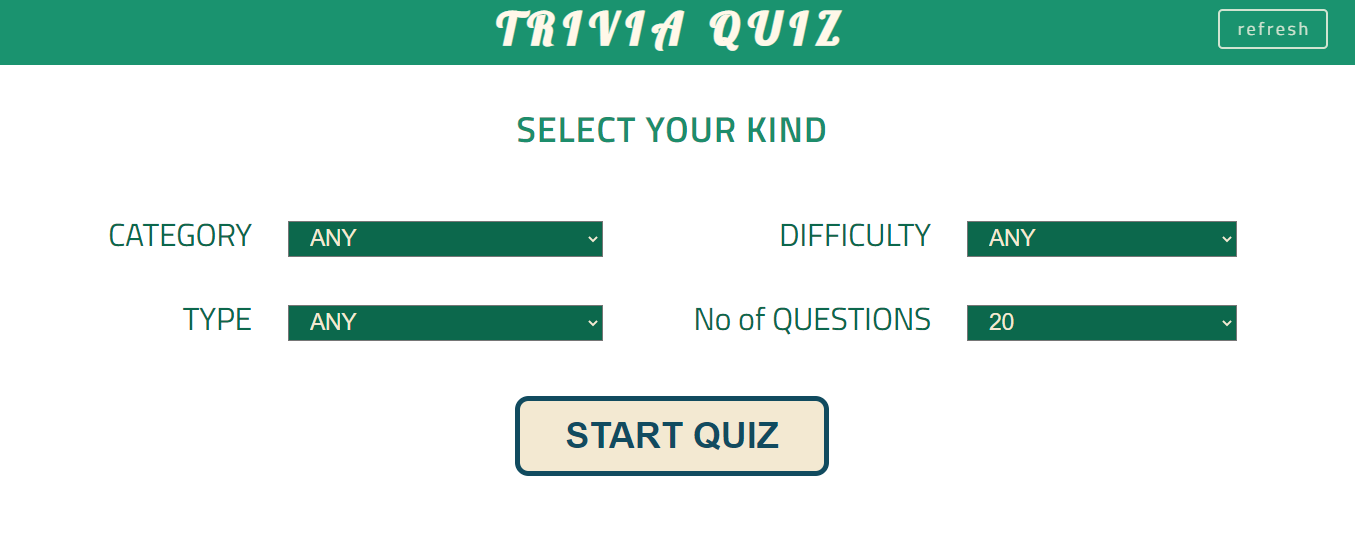 TRIVIA QUIZ
refresh
SELECT YOUR KIND
CATEGORY ANY
DIFFICULTY ANY
TYPE ANY
No of QUESTIONS 20
START QUIZ